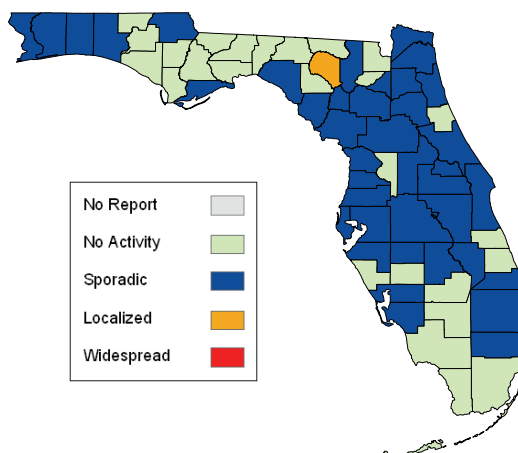 No Report
No Activity
Sporadic
Localized
Widespread